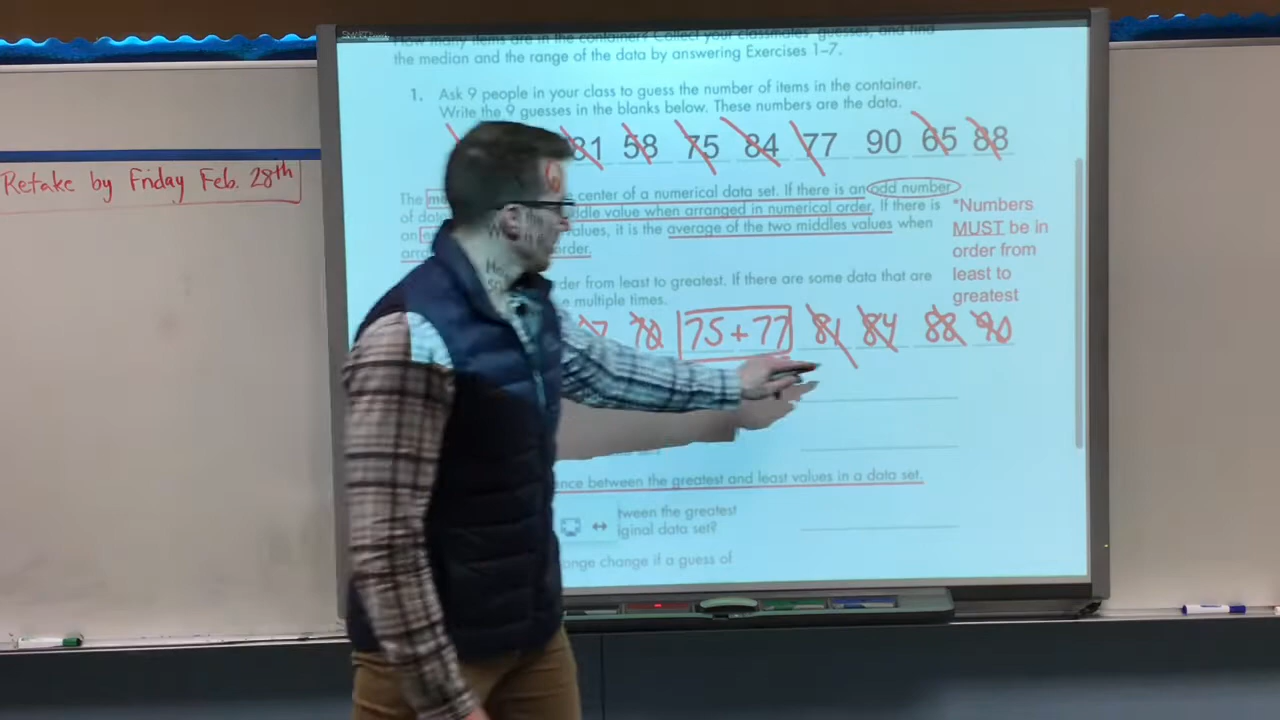 Retake by Friday Feb. 28th
How many items are in the container? Collect your classmates' guesses, and find
the median and the range of the data by answering Exercises 1–7.
1. Ask 9 people in your class to guess the number of items in the container.
Write the 9 guesses in the blanks below. These numbers are the data.
81 58 75 84 77 90 65 88
The center of a numerical data set. If there is an odd number
value when arranged in numerical order. If there is
an values, it is the average of the two middles values when
order.
*Numbers
MUST be in
order from
least to
greatest
order from least to greatest. If there are some data that are
multiple times.
75 + 77 81 84 88 90
between the greatest and least values in a data set.
between the greatest
data set?
change if a guess of